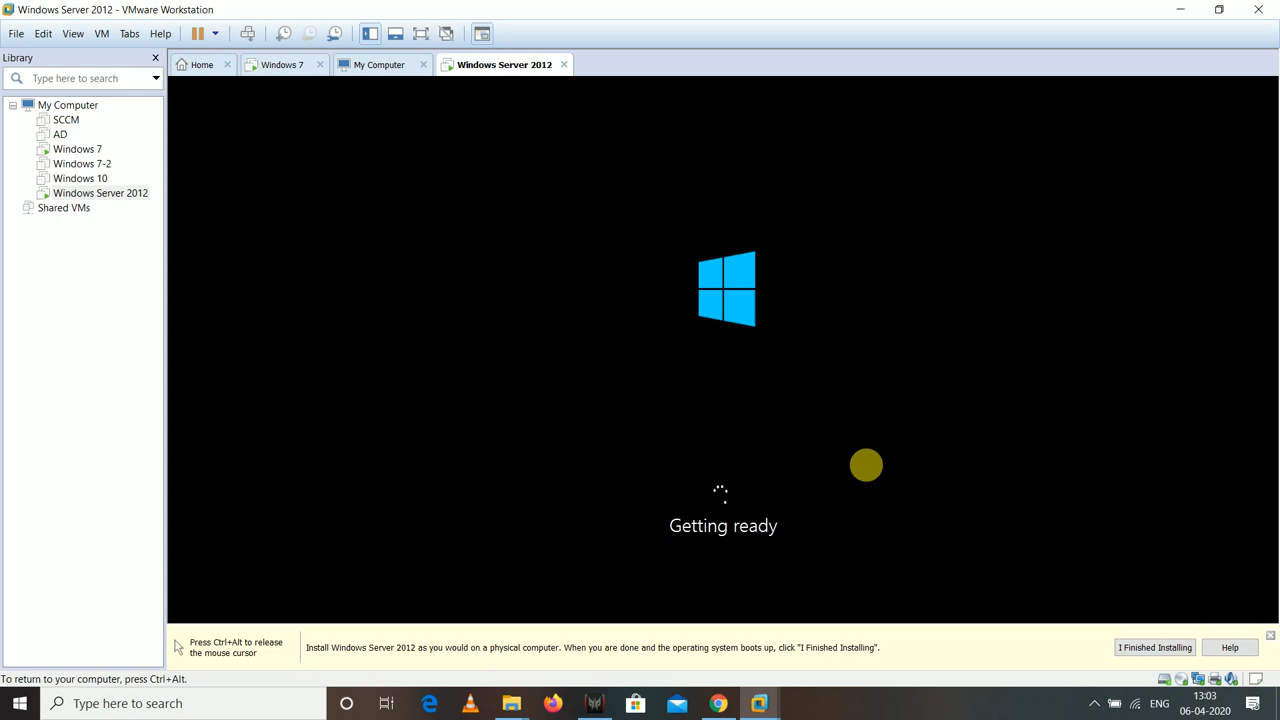 Windows Server 2012 - VMware Workstation
File Edit View VM Tabs Help
Library
Type here to search
My Computer
SCCM
AD
Windows 7
Windows 7-2
Windows 10
Windows Server 2012
Shared VMs
Home Windows 7 My Computer Windows Server 2012
Getting ready
Press Ctrl+Alt to release
the mouse cursor
Install Windows Server 2012 as you would on a physical computer. When you are done and the operating system boots up, click "I Finished Installing".
I Finished Installing Help
To return to your computer, press Ctrl+Alt.
Type here to search
ENG
13:03
06-04-2020